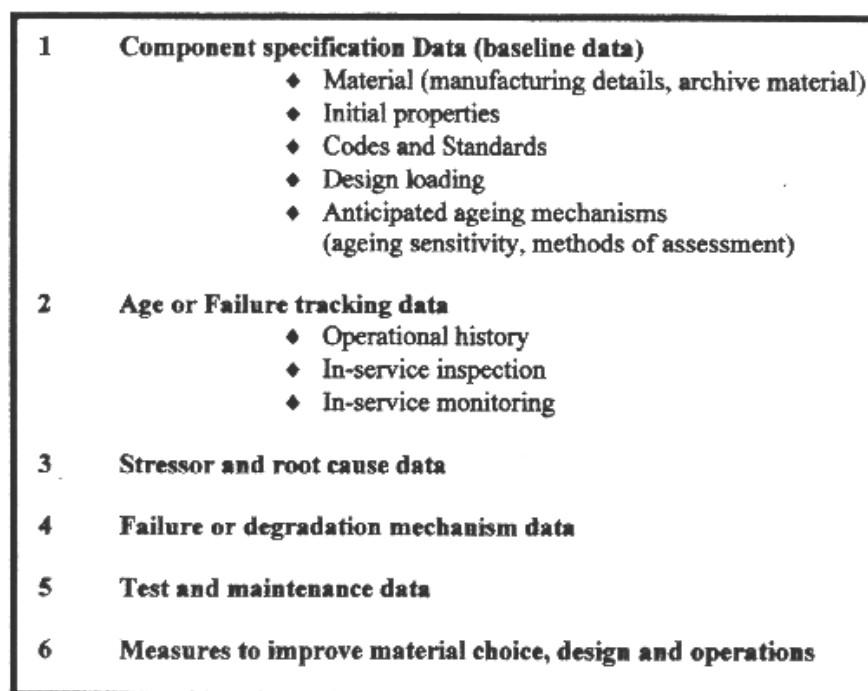 1 Component specification Data (baseline data)
♦ Material (manufacturing details, archive material)
♦ Initial properties
♦ Codes and Standards
♦ Design loading
♦ Anticipated ageing mechanisms
(ageing sensitivity, methods of assessment)
2 Age or Failure tracking data
♦ Operational history
♦ In-service inspection
♦ In-service monitoring
3 Stressor and root cause data
4 Failure or degradation mechanism data
5 Test and maintenance data
6 Measures to improve material choice, design and operations